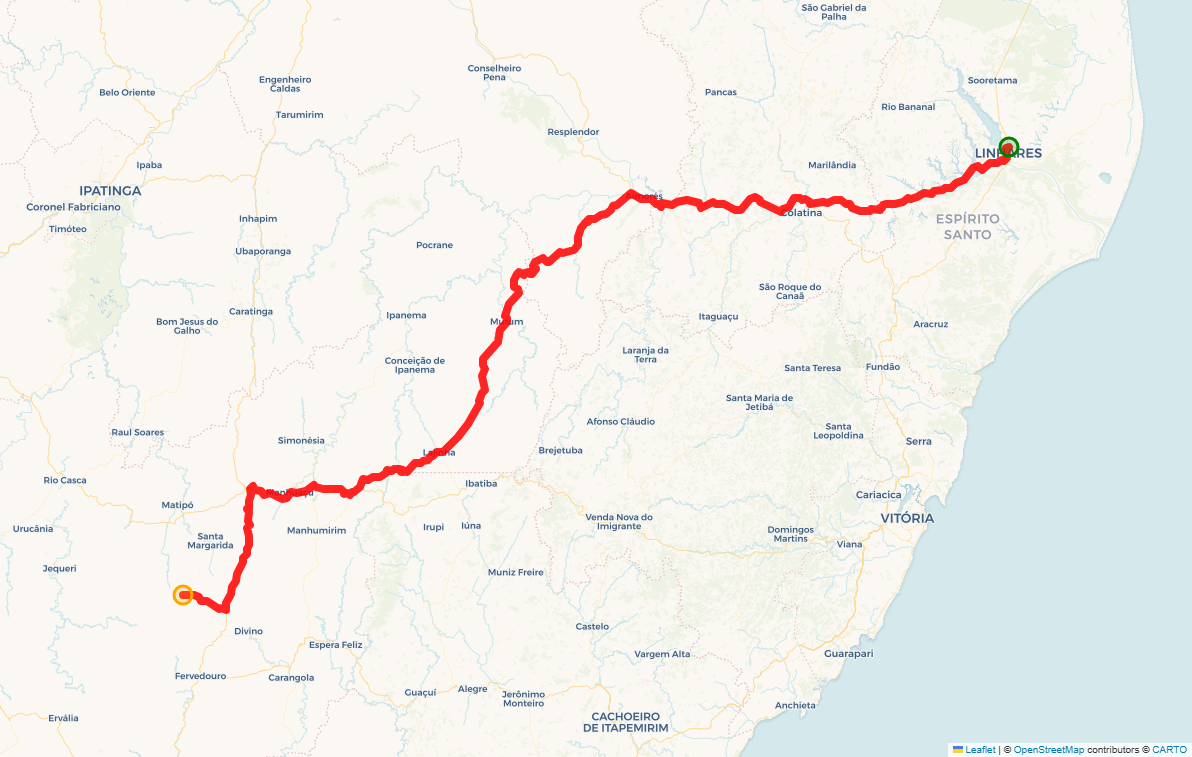 São Gabriel da
Palha
Conselheiro
Pena
Engenheiro
Caldas
Sooretama
Belo Oriente
Pancas
Rio Bananal
Tarumirim
Resplendor
LINHARES
Ipaba
Marilândia
IPATINGA
Aimorés
Coronel Fabriciano
Colatina
Inhapim
ESPÍRITO
SANTO
Timóteo
Pocrane
Ubaporanga
São Roque do
Canaã
Caratinga
Ipanema
Itaguaçu
Bom Jesus do
Galho
Mutum
Aracruz
Laranja da
Terra
Conceição de
Ipanema
Santa Teresa
Fundão
Santa Maria de
Jetibá
Afonso Cláudio
Raul Soares
Santa
Leopoldina
Simonésia
Serra
Lajinha
Brejetuba
Rio Casca
Ibatiba
Manhuaçu
Cariacica
Matipó
VITÓRIA
Venda Nova do
Imigrante
Urucânia
Manhumirim
Irupi
Iúna
Domingos
Martins
Santa
Margarida
Viana
Jequeri
Muniz Freire
Castelo
Divino
Espera Feliz
Vargem Alta
Guarapari
Fervedouro
Carangola
Guaçuí
Alegre
Jerônimo
Monteiro
Anchieta
Ervália
CACHOEIRO
DE ITAPEMIRIM
Leaflet | © OpenStreetMap contributors © CARTO